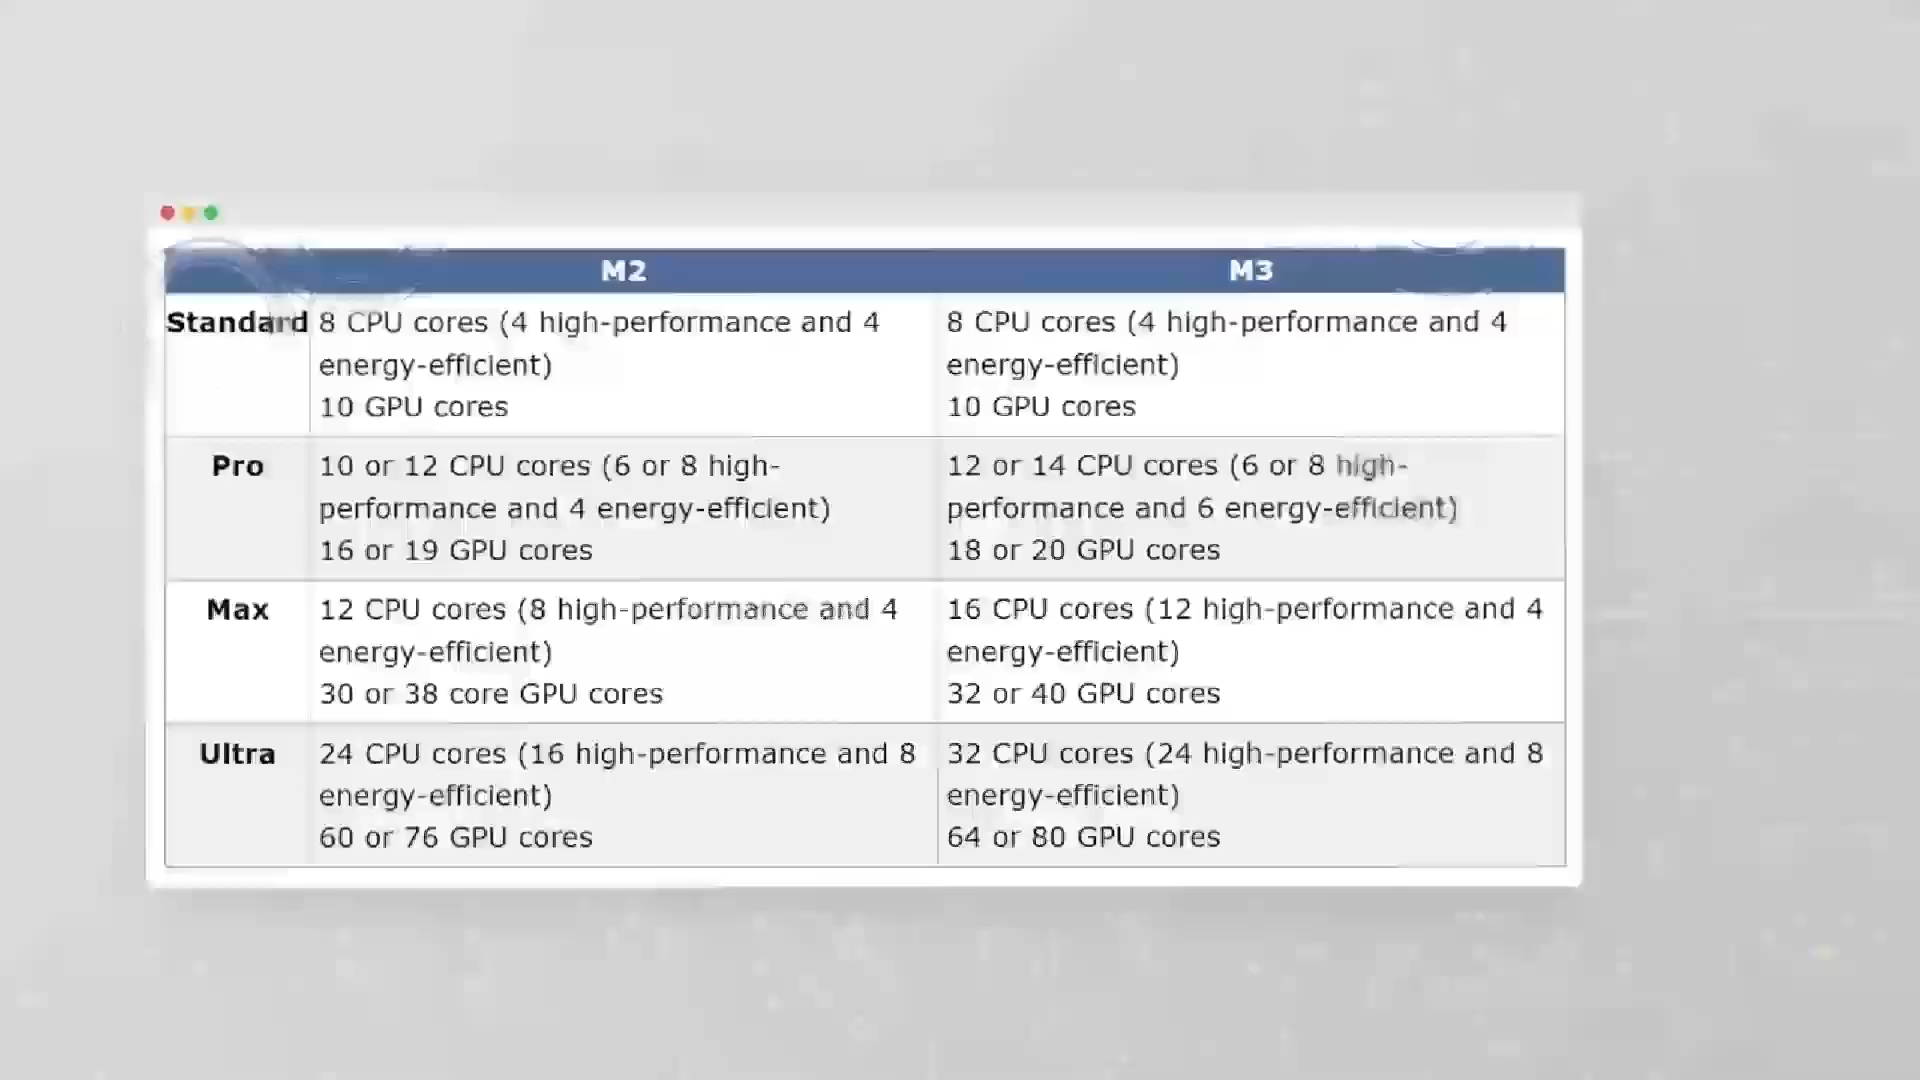 M2 M3
Standard 8 CPU cores (4 high-performance and 4 8 CPU cores (4 high-performance and 4
energy-efficient) energy-efficient)
10 GPU cores 10 GPU cores
Pro 10 or 12 CPU cores (6 or 8 high- 12 or 14 CPU cores (6 or 8 high-
performance and 4 energy-efficient) performance and 6 energy-efficient)
16 or 19 GPU cores 18 or 20 GPU cores
Max 12 CPU cores (8 high-performance and 4 16 CPU cores (12 high-performance and 4
energy-efficient) energy-efficient)
30 or 38 core GPU cores 32 or 40 GPU cores
Ultra 24 CPU cores (16 high-performance and 8 32 CPU cores (24 high-performance and 8
energy-efficient) energy-efficient)
60 or 76 GPU cores 64 or 80 GPU cores